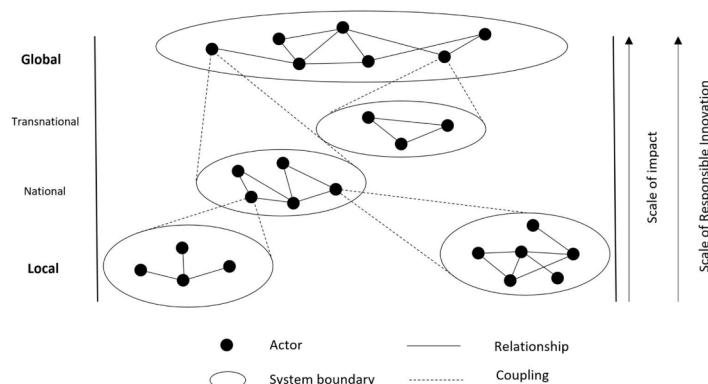 Global
Transnational
National
Local
Scale of impact
Scale of Responsible Innovation
Actor
Relationship
System boundary
Coupling